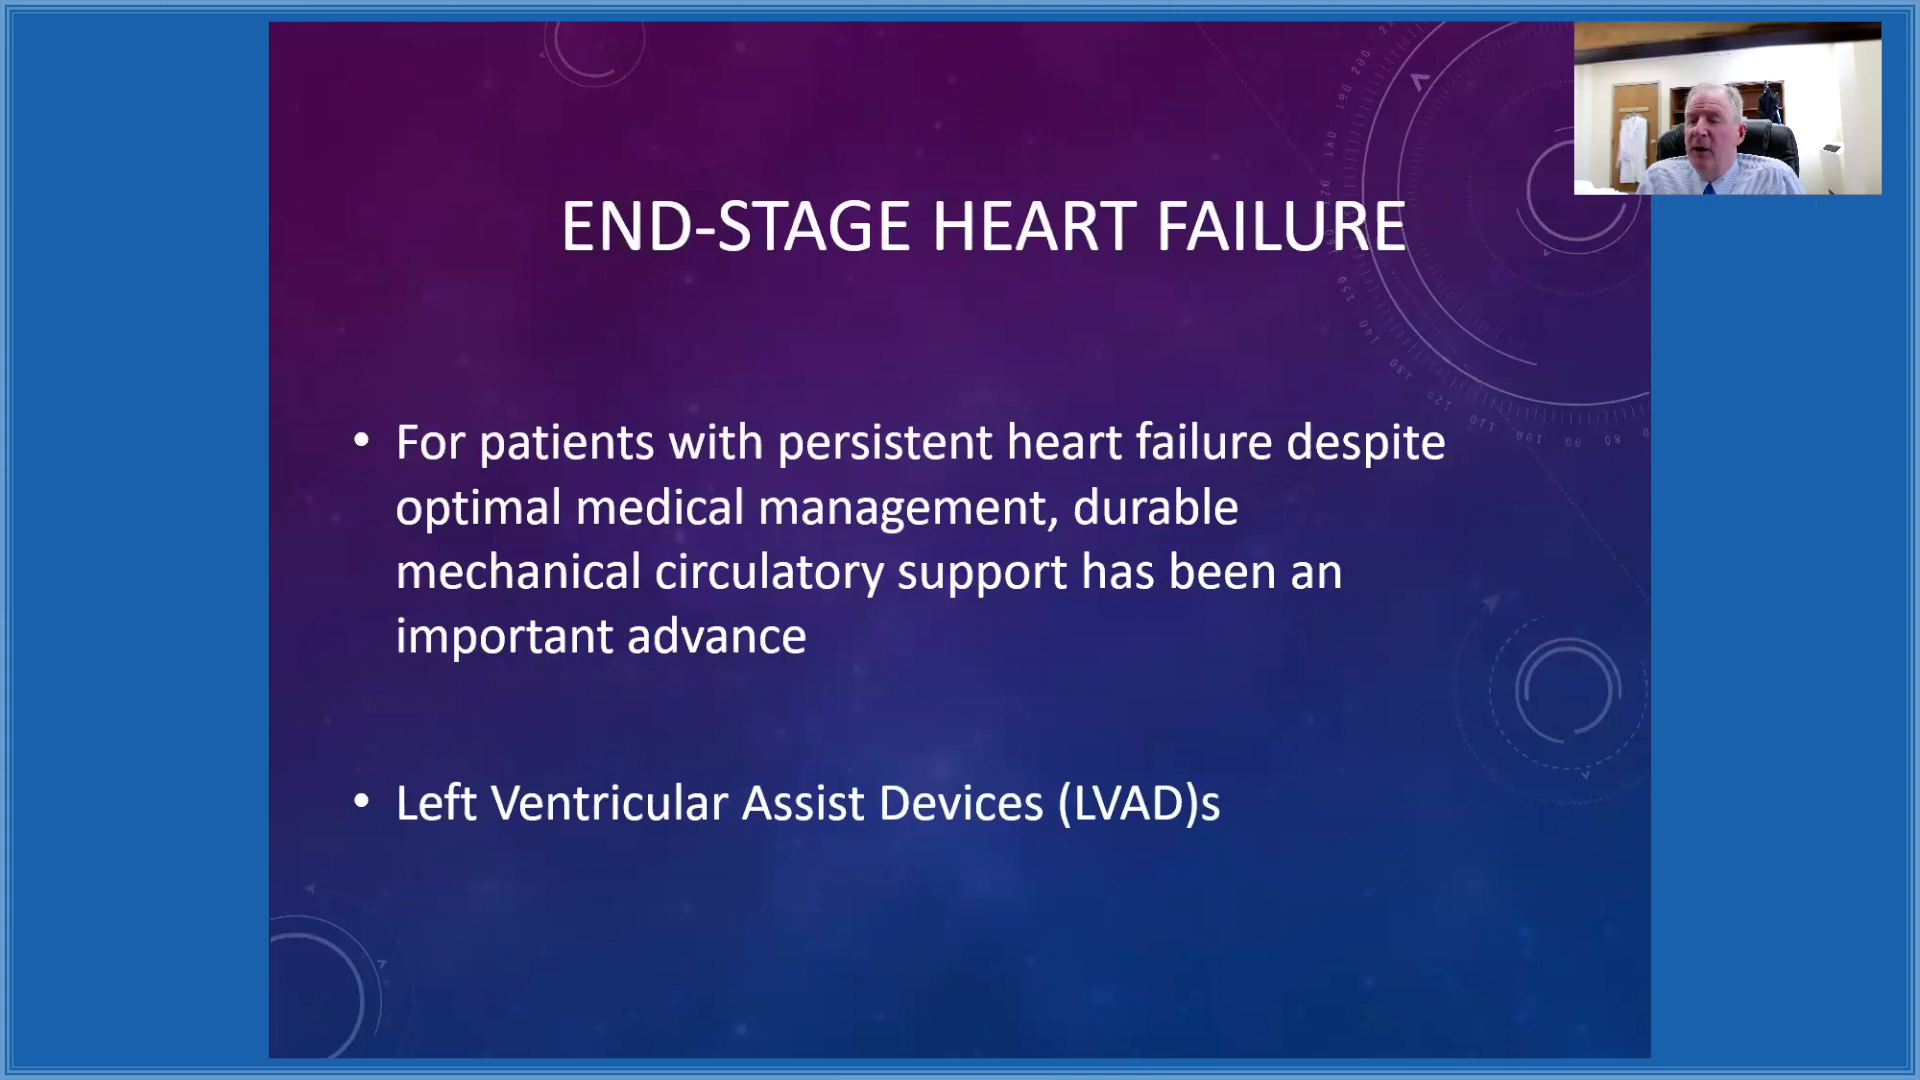 END-STAGE HEART FAILURE
• For patients with persistent heart failure despite
optimal medical management, durable
mechanical circulatory support has been an
important advance
• Left Ventricular Assist Devices (LVAD)s